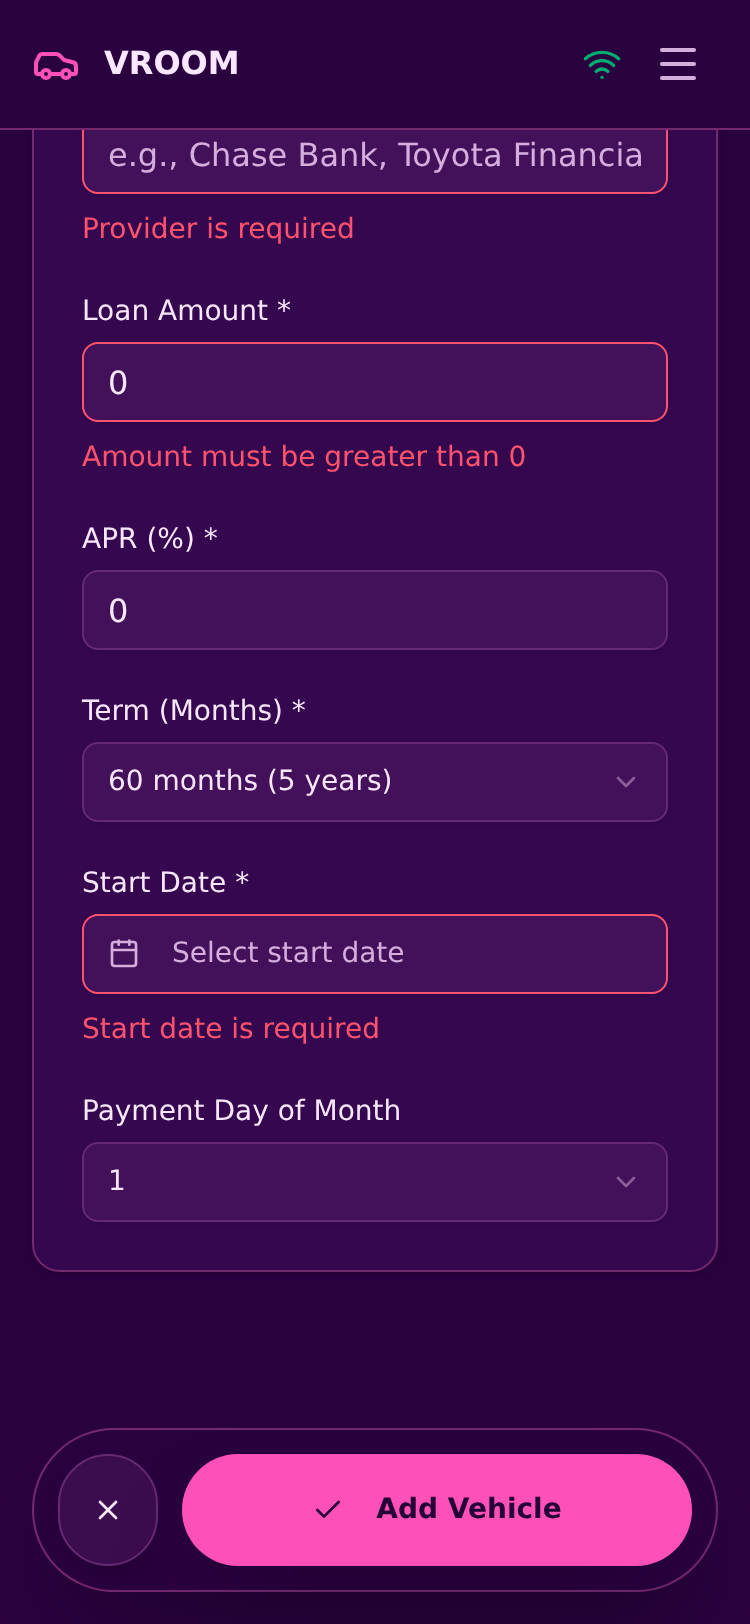 VROOM
e.g., Chase Bank, Toyota Financia
Provider is required
Loan Amount *
0
Amount must be greater than 0
APR (%) *
0
Term (Months) *
60 months (5 years)
Start Date *
Select start date
Start date is required
Payment Day of Month
1
Add Vehicle